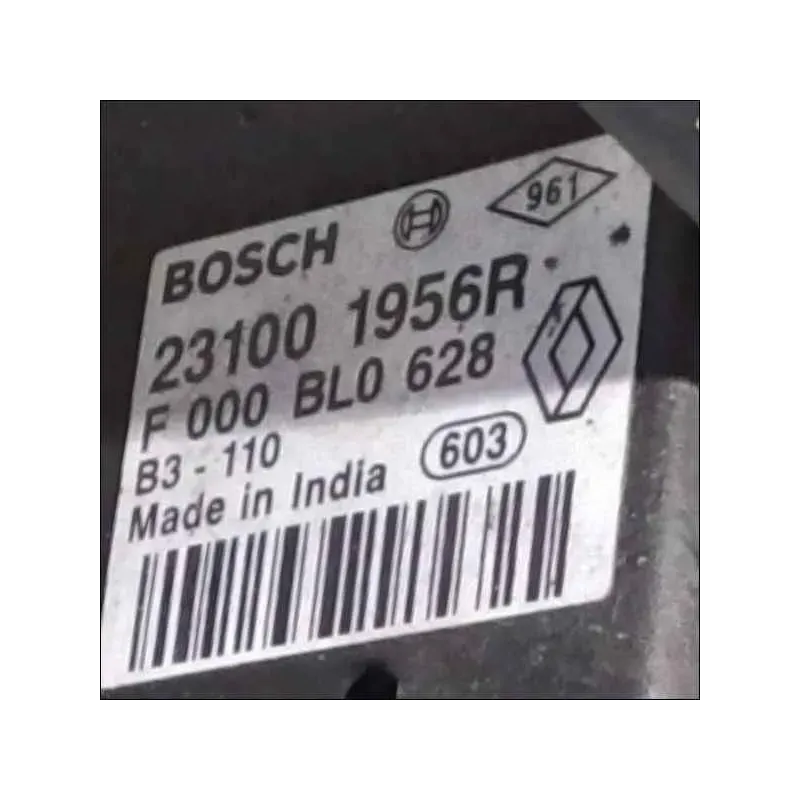 961
BOSCH
23100 1956R
F 000 BL0 628
B3 - 110
603
Made in India